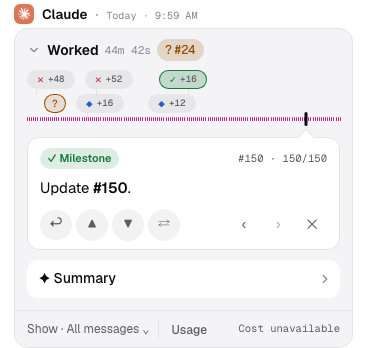 Claude · Today · 9:59 AM
Worked 44m 42s ? #24
× +48 × +52 ✓ +16
? ◆ +16 ◆ +12
✓ Milestone #150 · 150/150
Update #150.
Summary
Show · All messages Usage Cost unavailable